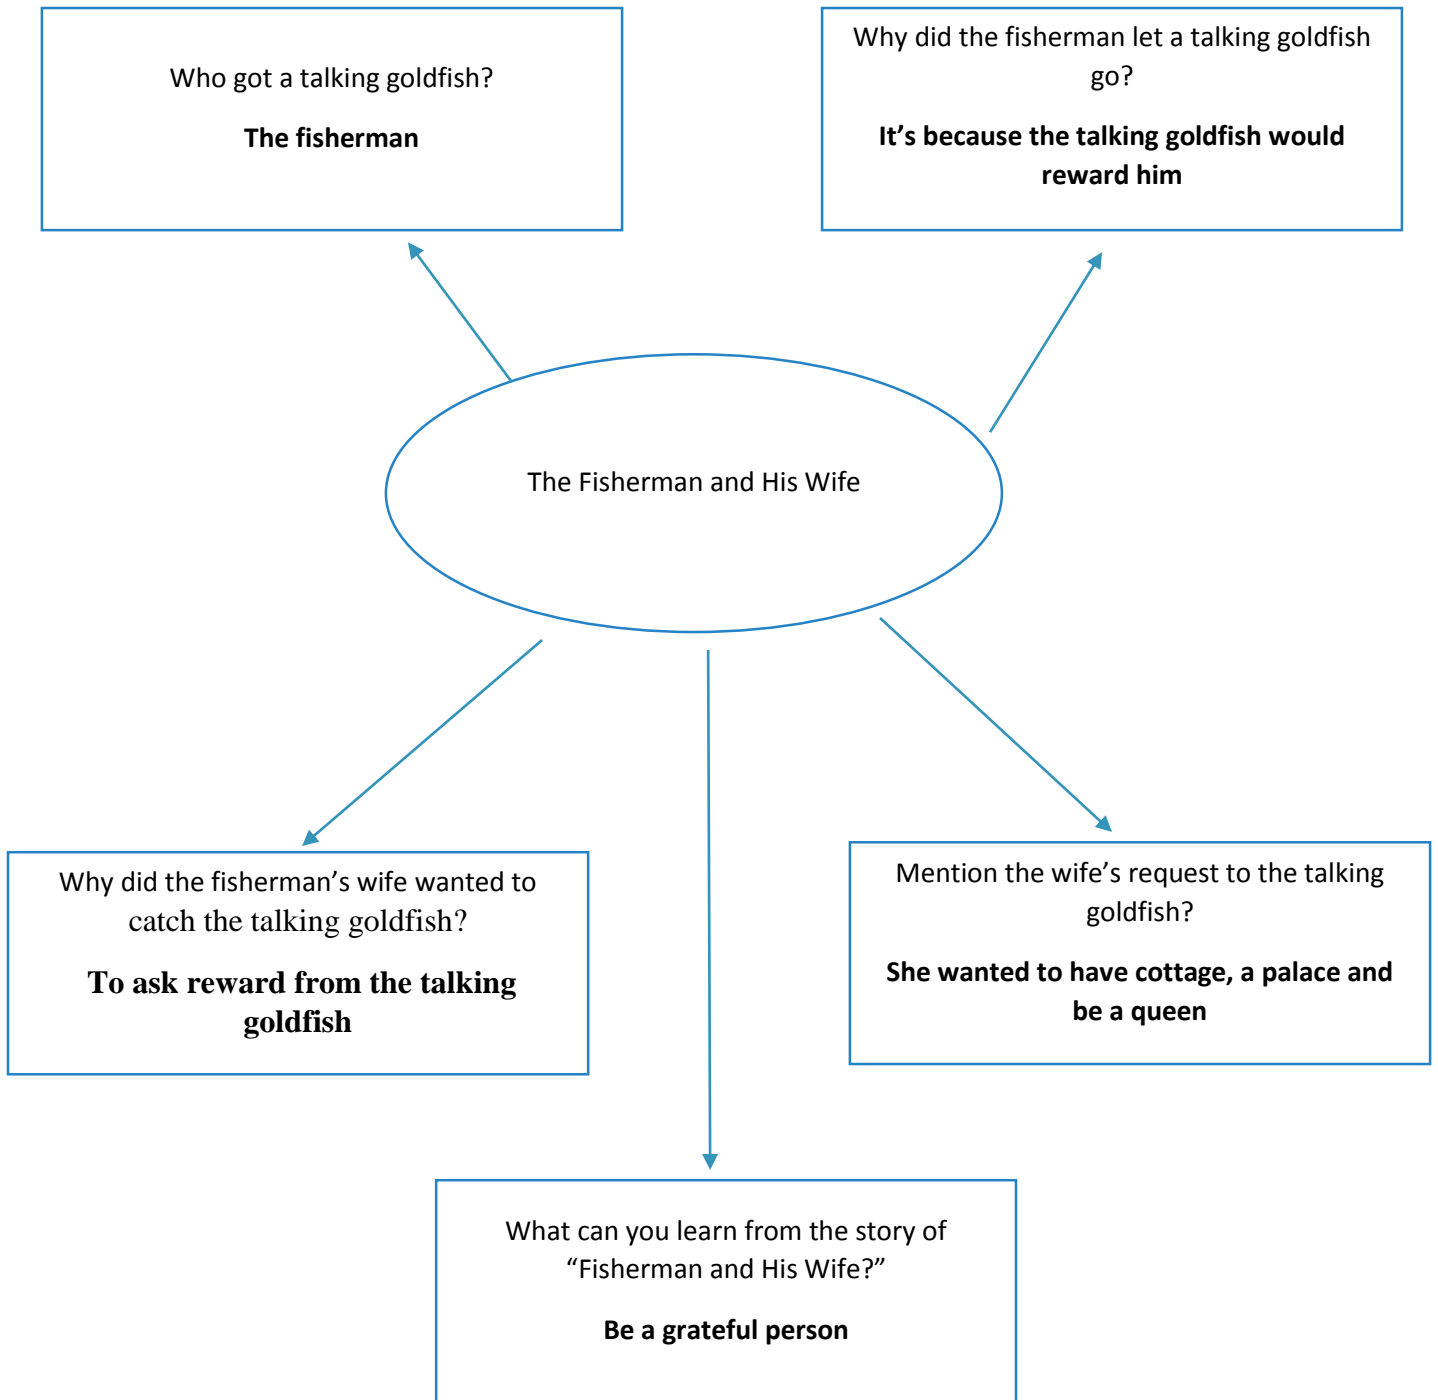 Who got a talking goldfish?
The fisherman
Why did the fisherman let a talking goldfish
go?
It’s because the talking goldfish would
reward him
The Fisherman and His Wife
Why did the fisherman’s wife wanted to
catch the talking goldfish?
To ask reward from the talking
goldfish
Mention the wife’s request to the talking
goldfish?
She wanted to have cottage, a palace and
be a queen
What can you learn from the story of
“Fisherman and His Wife?”
Be a grateful person